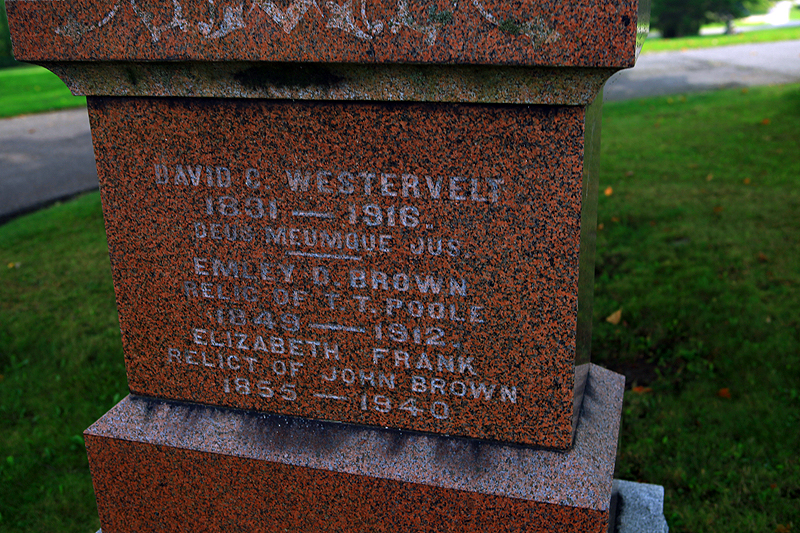 DAVID C. WESTERVELT
1831 — 1916.
DEUS MEUMQUE JUS.
EMLEY D. BROWN
RELIC OF T. T. POOLE
1849 — 1912.
ELIZABETH FRANK
RELICT OF JOHN BROWN
1855 — 1940